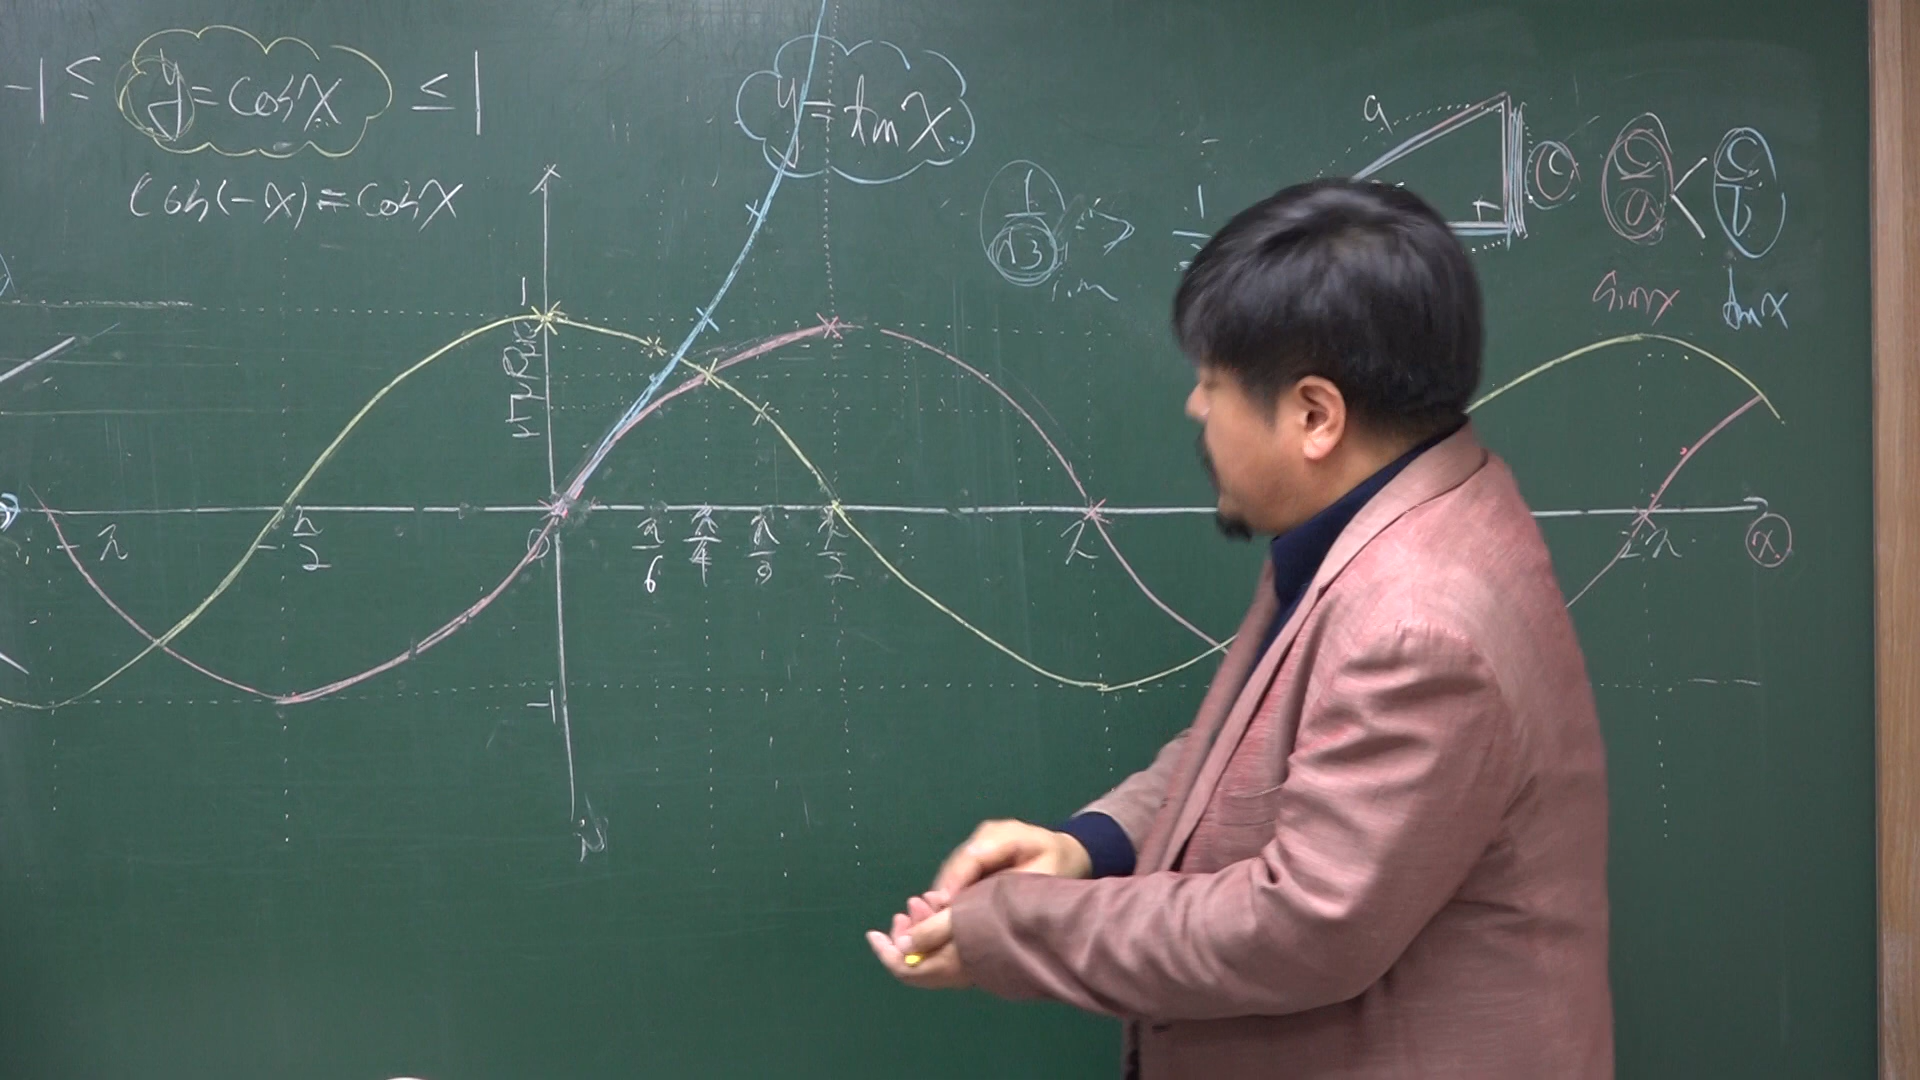 -1 ≤ y = cos x ≤ 1
cos(-x) = cos x
y = tan x
1/√3
a
c
c/a < c/b
sin x
tan x
1
-π
-π/2
0
π/6
π/4
π/3
π/2
π
2π
x
-1